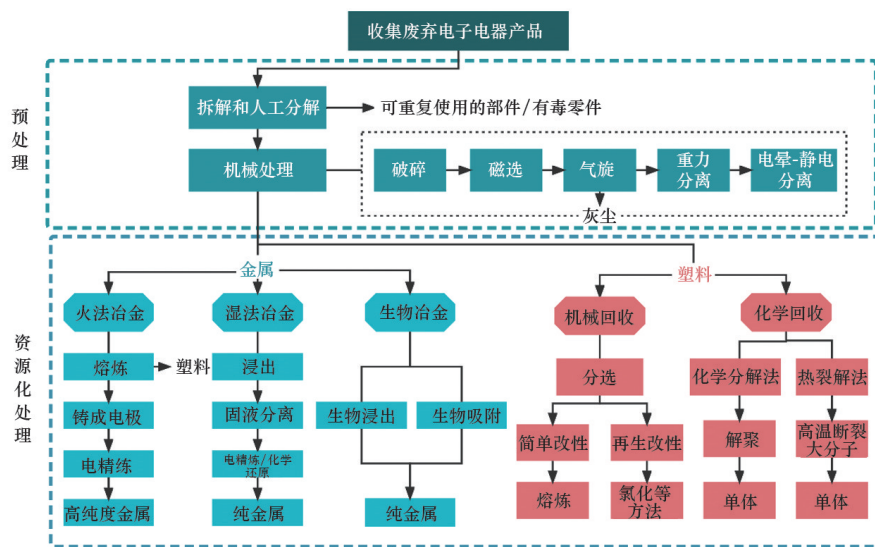 收集废弃电子电器产品
预处理
拆解和人工分解
可重复使用的部件/有毒零件
机械处理
破碎
磁选
气旋
重力
分离
电晕-静电
分离
灰尘
资源化处理
金属
塑料
火法冶金
湿法冶金
生物冶金
机械回收
化学回收
熔炼
塑料
浸出
分选
化学分解法
热裂解法
铸成电极
固液分离
生物浸出
生物吸附
简单改性
再生改性
解聚
高温断裂
大分子
电精练
电精练/化学
还原
高纯度金属
纯金属
纯金属
熔炼
氯化等
方法
单体
单体